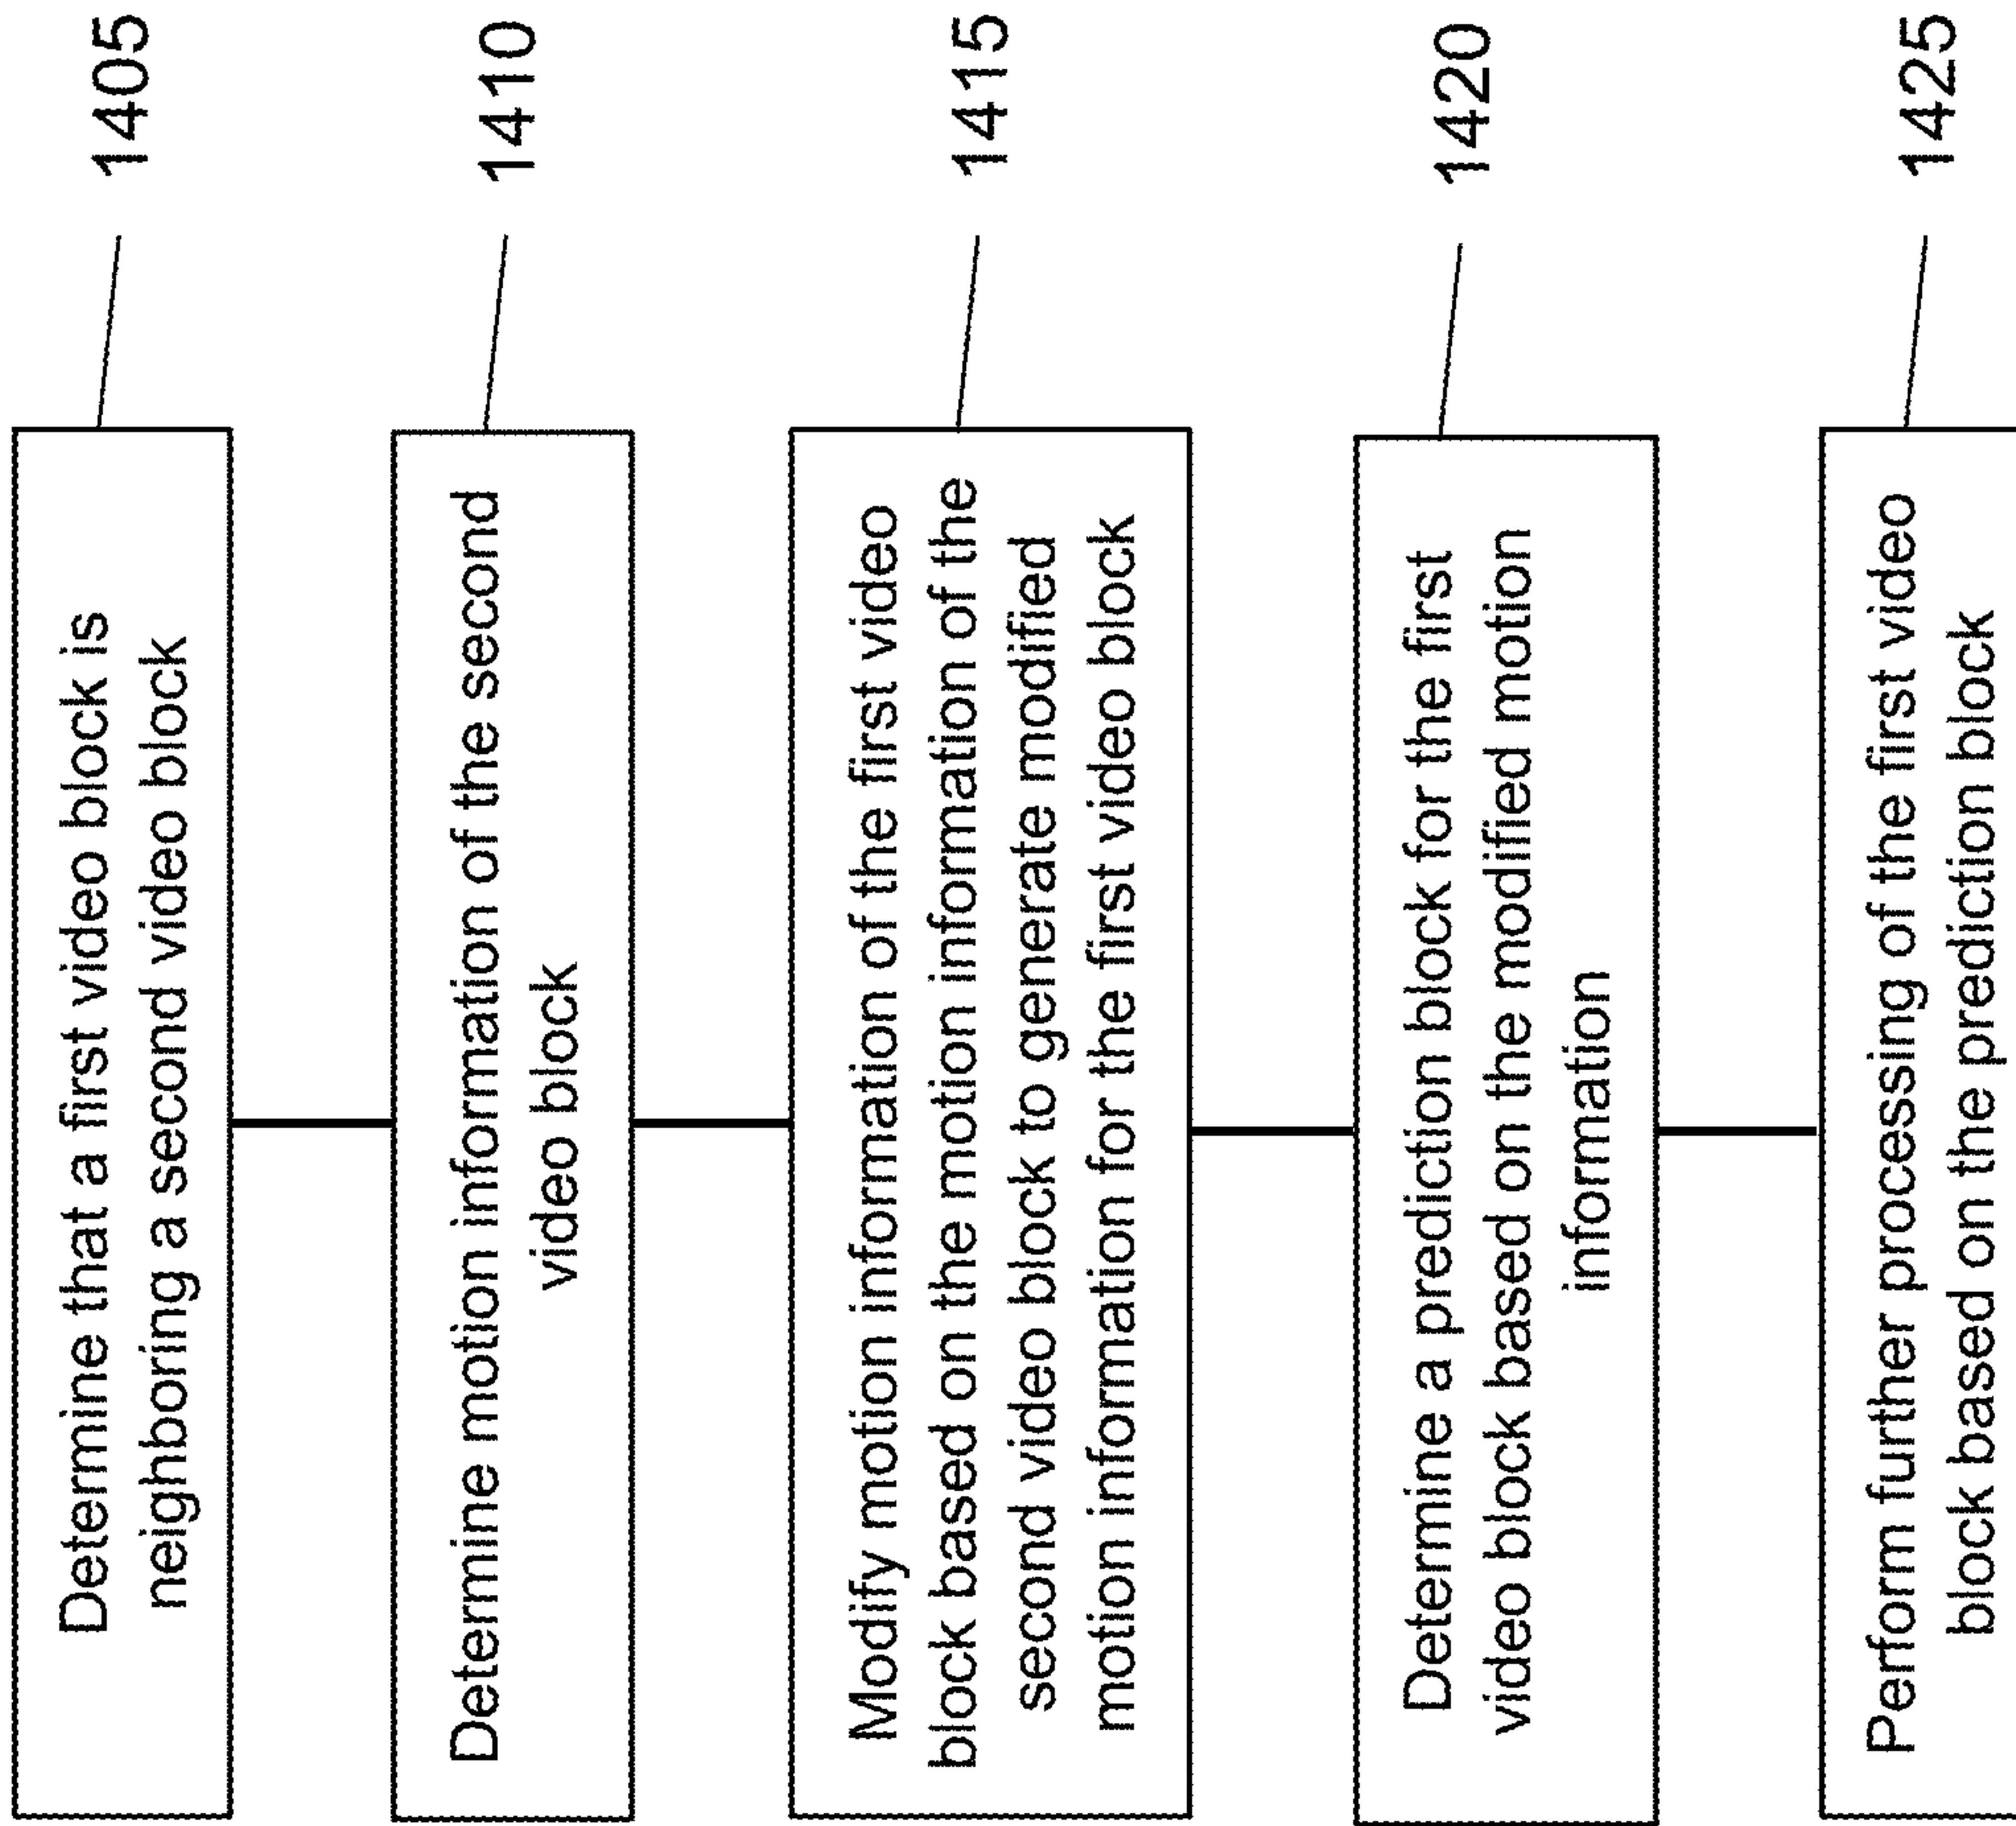 Determine that a first video block is
neighboring a second video block
1405
Determine motion information of the second
video block
1410
Modify motion information of the first video
block based on the motion information of the
second video block to generate modified
motion information for the first video block
1415
Determine a prediction block for the first
video block based on the modified motion
information
1420
Perform further processing of the first video
block based on the prediction block
1425